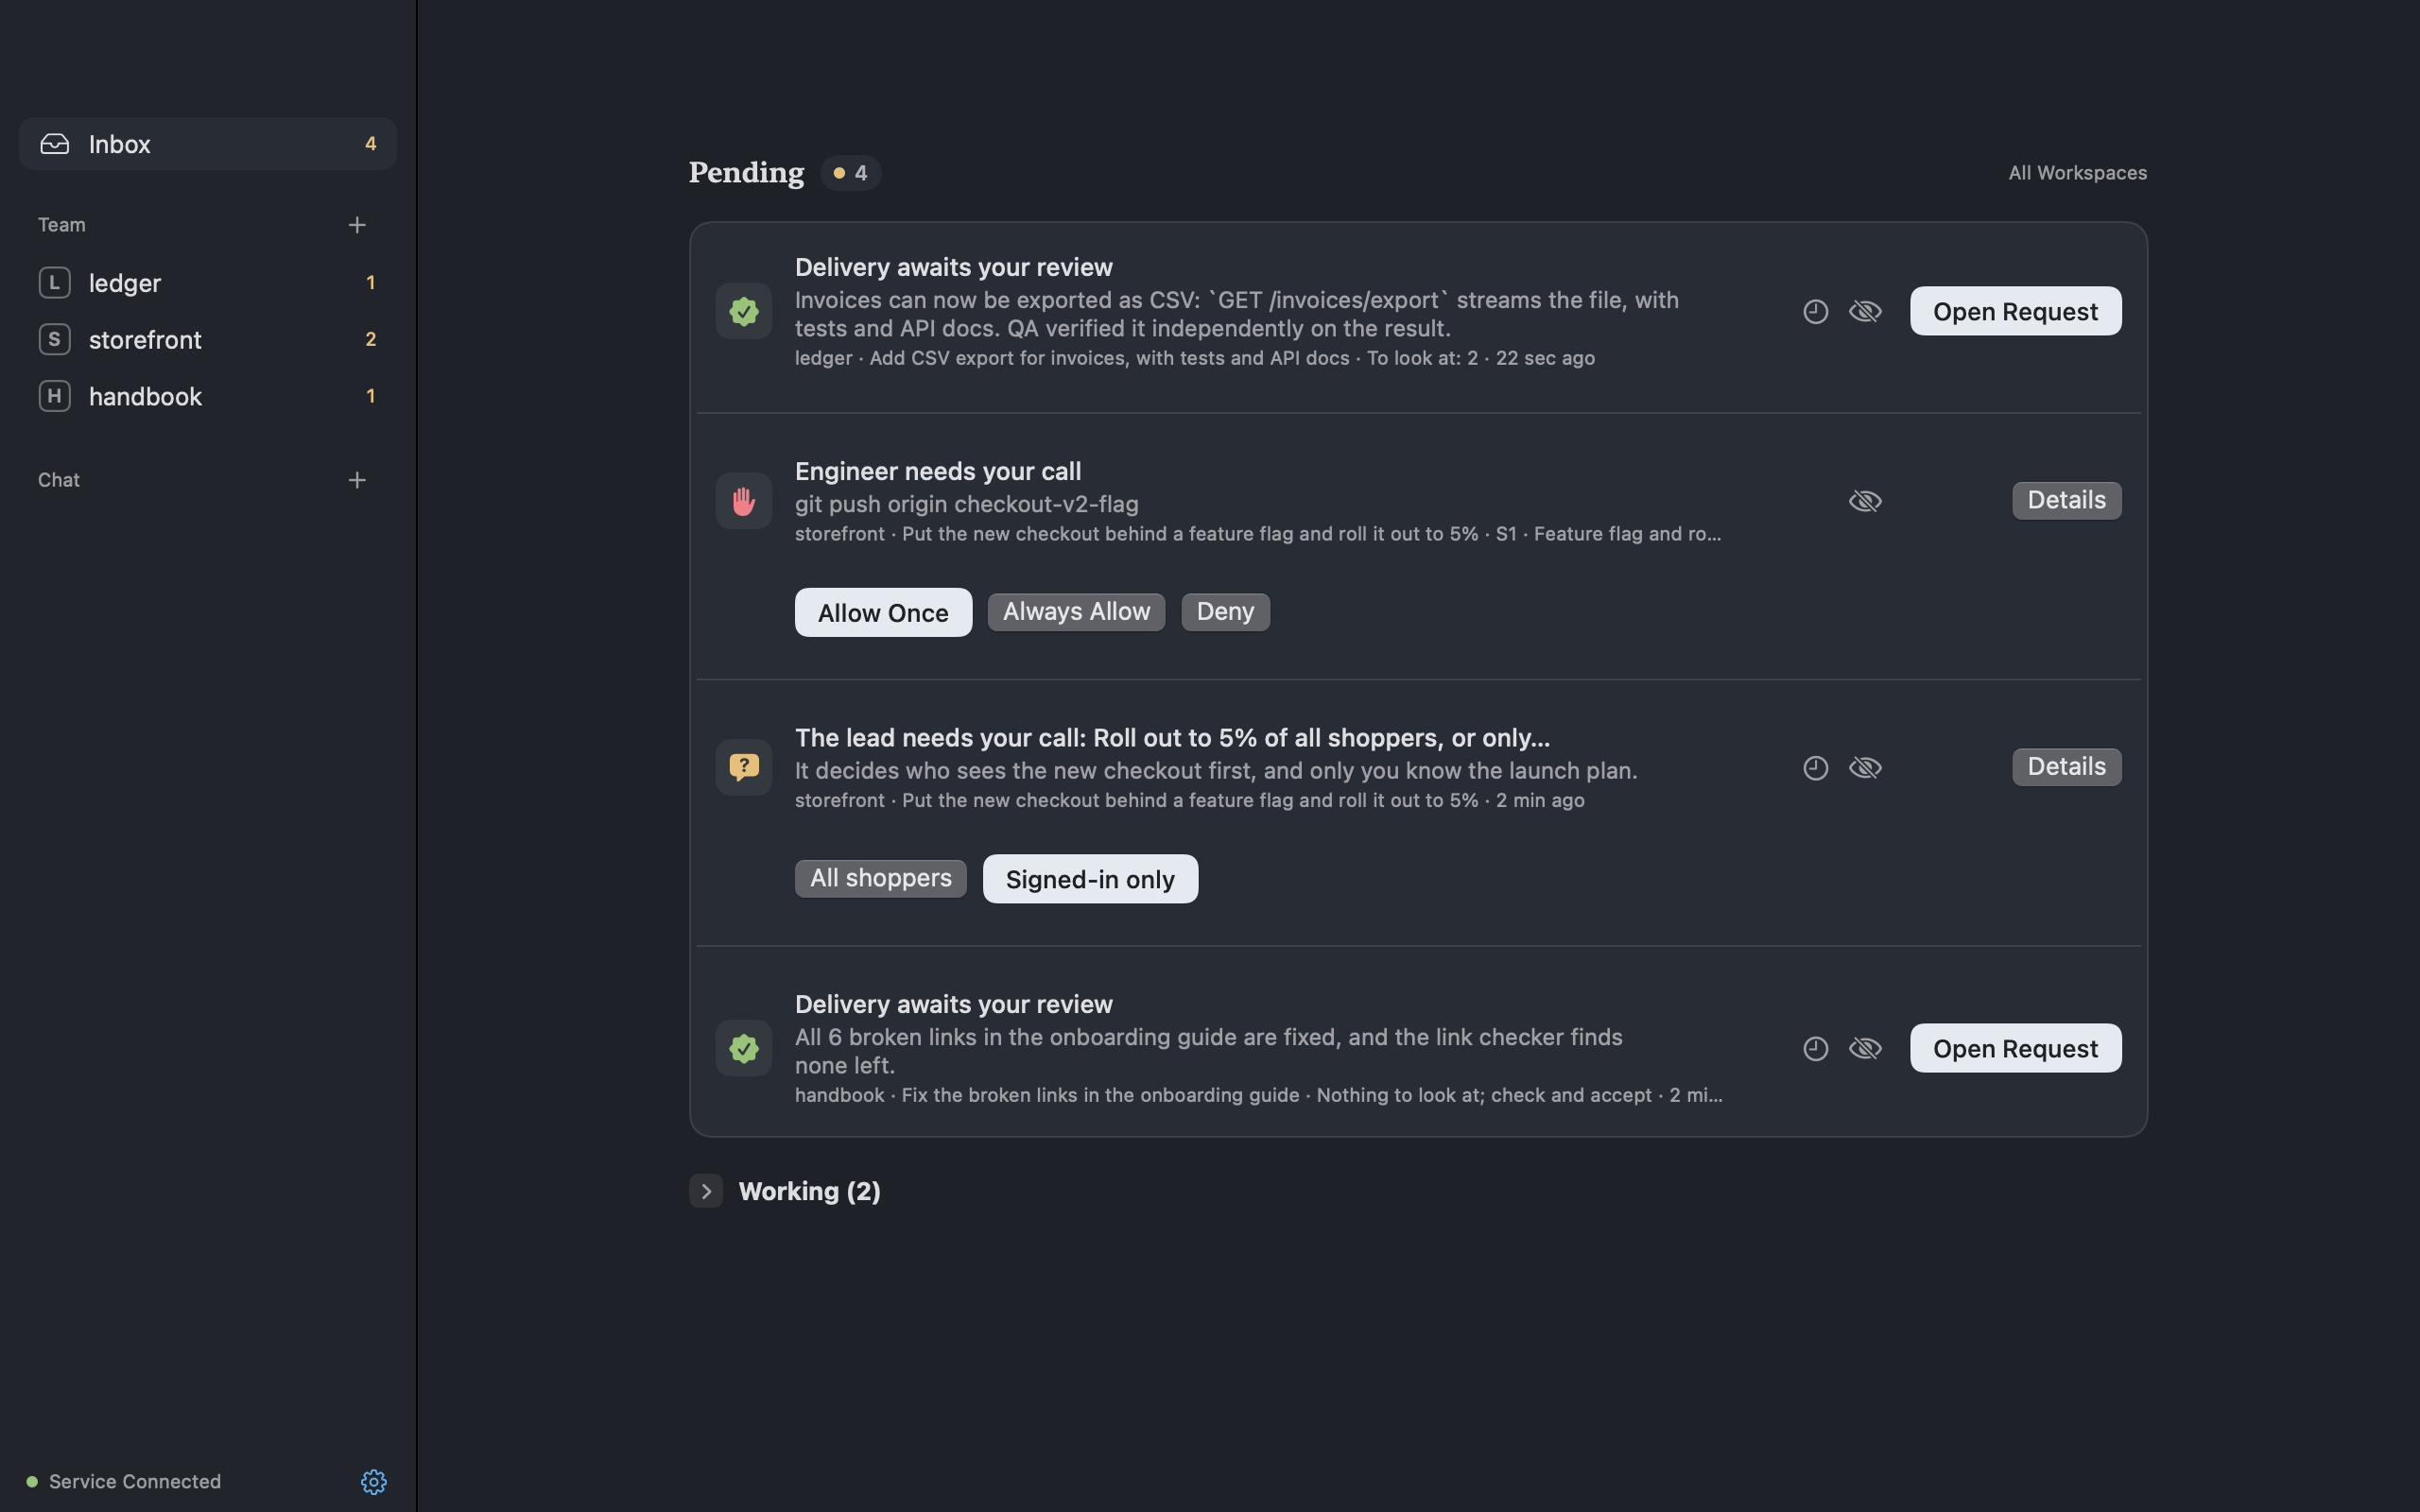 Inbox 4
Team
L ledger 1
S storefront 2
H handbook 1
Chat
Service Connected
Pending 4
All Workspaces
Delivery awaits your review
Invoices can now be exported as CSV: `GET /invoices/export` streams the file, with
tests and API docs. QA verified it independently on the result.
ledger · Add CSV export for invoices, with tests and API docs · To look at: 2 · 22 sec ago
Open Request
Engineer needs your call
git push origin checkout-v2-flag
storefront · Put the new checkout behind a feature flag and roll it out to 5% · S1 · Feature flag and ro...
Details
Allow Once Always Allow Deny
The lead needs your call: Roll out to 5% of all shoppers, or only...
It decides who sees the new checkout first, and only you know the launch plan.
storefront · Put the new checkout behind a feature flag and roll it out to 5% · 2 min ago
Details
All shoppers Signed-in only
Delivery awaits your review
All 6 broken links in the onboarding guide are fixed, and the link checker finds
none left.
handbook · Fix the broken links in the onboarding guide · Nothing to look at; check and accept · 2 mi...
Open Request
Working (2)